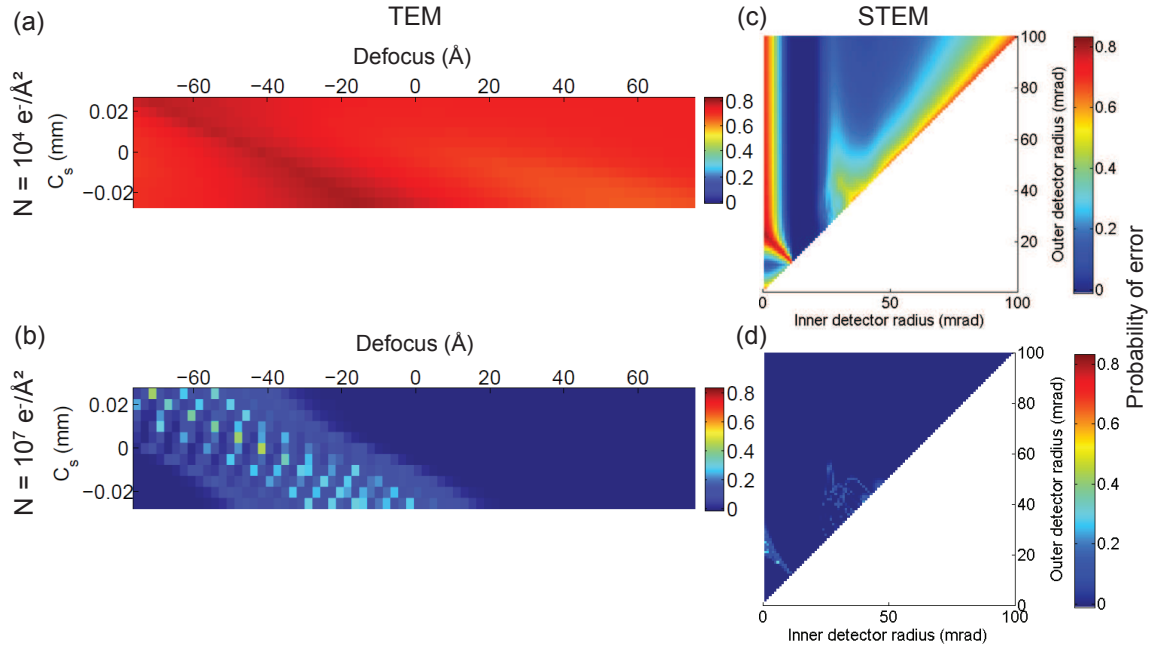 TEM
STEM
(a)
Defocus (Å)
−60 −40 −20 0 20 40 60
N = 10⁴ e⁻/Å²
C_s (mm)
0.02
0
−0.02
0.8
0.6
0.4
0.2
0
(c)
100
80
60
40
20
Outer detector radius (mrad)
0 50 100
Inner detector radius (mrad)
0.8
0.6
0.4
0.2
0
Probability of error
(b)
Defocus (Å)
−60 −40 −20 0 20 40 60
N = 10⁷ e⁻/Å²
C_s (mm)
0.02
0
−0.02
0.8
0.6
0.4
0.2
0
(d)
100
80
60
40
20
0
Outer detector radius (mrad)
0 50 100
Inner detector radius (mrad)
0.8
0.6
0.4
0.2
0